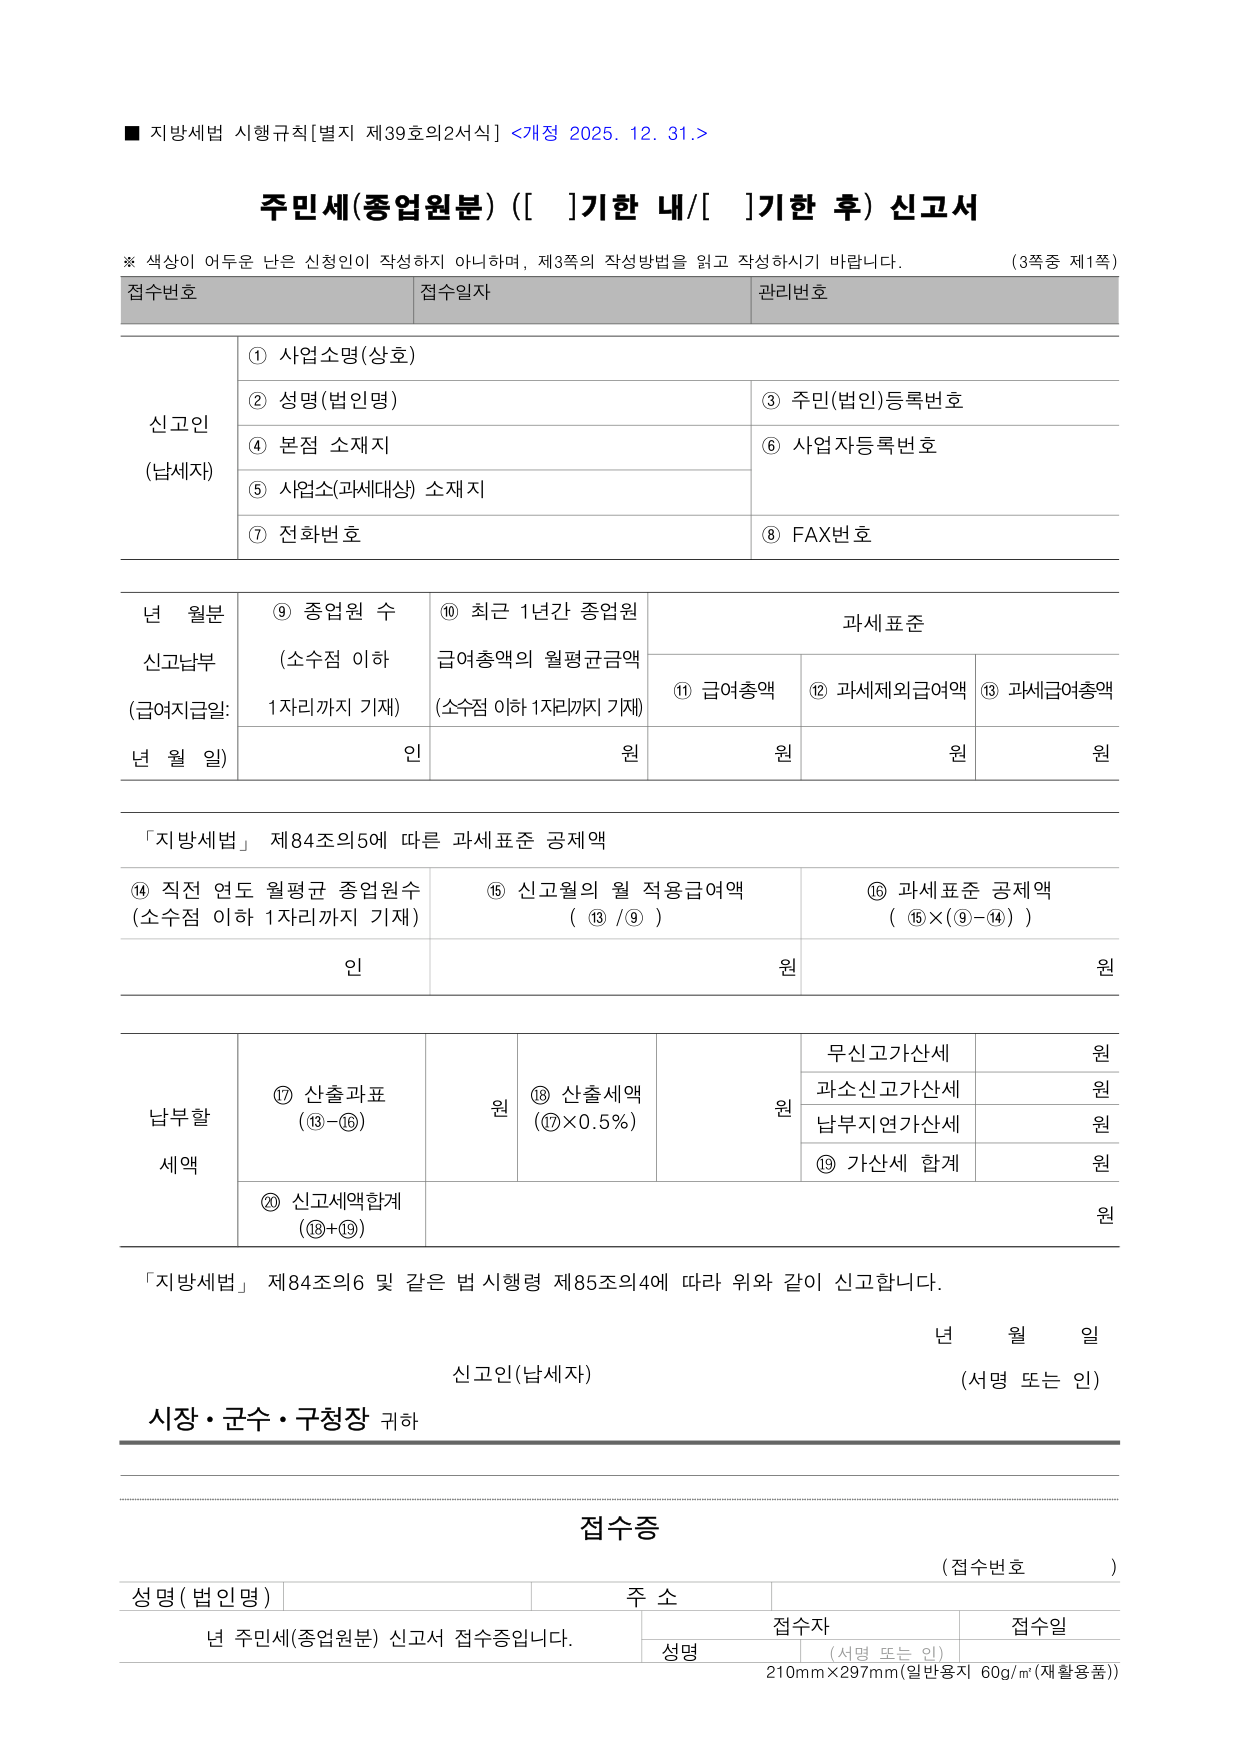 ■ 지방세법 시행규칙[별지 제39호의2서식] <개정 2025. 12. 31.>
주민세(종업원분) ([ ]기한 내/[ ]기한 후) 신고서
※ 색상이 어두운 난은 신청인이 작성하지 아니하며, 제3쪽의 작성방법을 읽고 작성하시기 바랍니다. (3쪽중 제1쪽)
접수번호 접수일자 관리번호
신고인
(납세자)
① 사업소명(상호)
② 성명(법인명) ③ 주민(법인)등록번호
④ 본점 소재지 ⑥ 사업자등록번호
⑤ 사업소(과세대상) 소재지
⑦ 전화번호 ⑧ FAX번호
년 월분
신고납부
(급여지급일:
년 월 일)
⑨ 종업원 수
(소수점 이하
1자리까지 기재)
⑩ 최근 1년간 종업원
급여총액의 월평균금액
(소수점 이하 1자리까지 기재)
과세표준
⑪ 급여총액 ⑫ 과세제외급여액 ⑬ 과세급여총액
인 원 원 원 원
「지방세법」 제84조의5에 따른 과세표준 공제액
⑭ 직전 연도 월평균 종업원수
(소수점 이하 1자리까지 기재)
⑮ 신고월의 월 적용급여액
( ⑬ /⑨ )
⑯ 과세표준 공제액
( ⑮×(⑨-⑭) )
인 원 원
납부할
세액
⑰ 산출과표
(⑬-⑯)
원
⑱ 산출세액
(⑰×0.5%)
원
무신고가산세 원
과소신고가산세 원
납부지연가산세 원
⑲ 가산세 합계 원
⑳ 신고세액합계
(⑱+⑲)
원
「지방세법」 제84조의6 및 같은 법 시행령 제85조의4에 따라 위와 같이 신고합니다.
년 월 일
신고인(납세자) (서명 또는 인)
시장・군수・구청장 귀하
접수증
(접수번호 )
성명(법인명) 주 소
년 주민세(종업원분) 신고서 접수증입니다.
접수자 접수일
성명 (서명 또는 인)
210mm×297mm(일반용지 60g/㎡(재활용품))